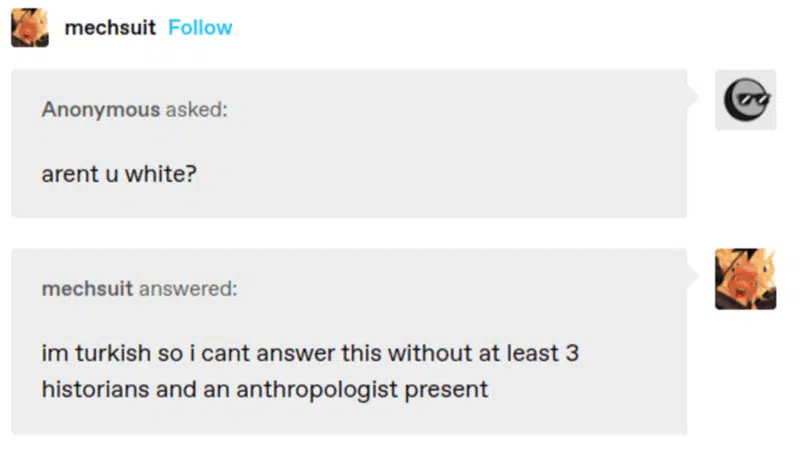 mechsuit Follow
Anonymous asked:
arent u white?
mechsuit answered:
im turkish so i cant answer this without at least 3
historians and an anthropologist present